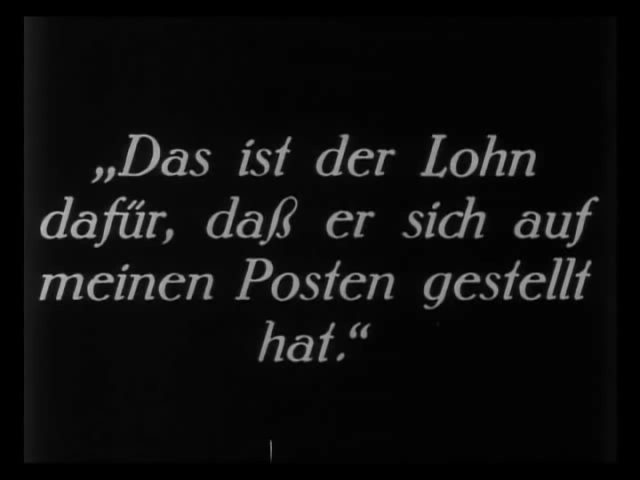 „Das ist der Lohn
dafür, daß er sich auf
meinen Posten gestellt
hat.“